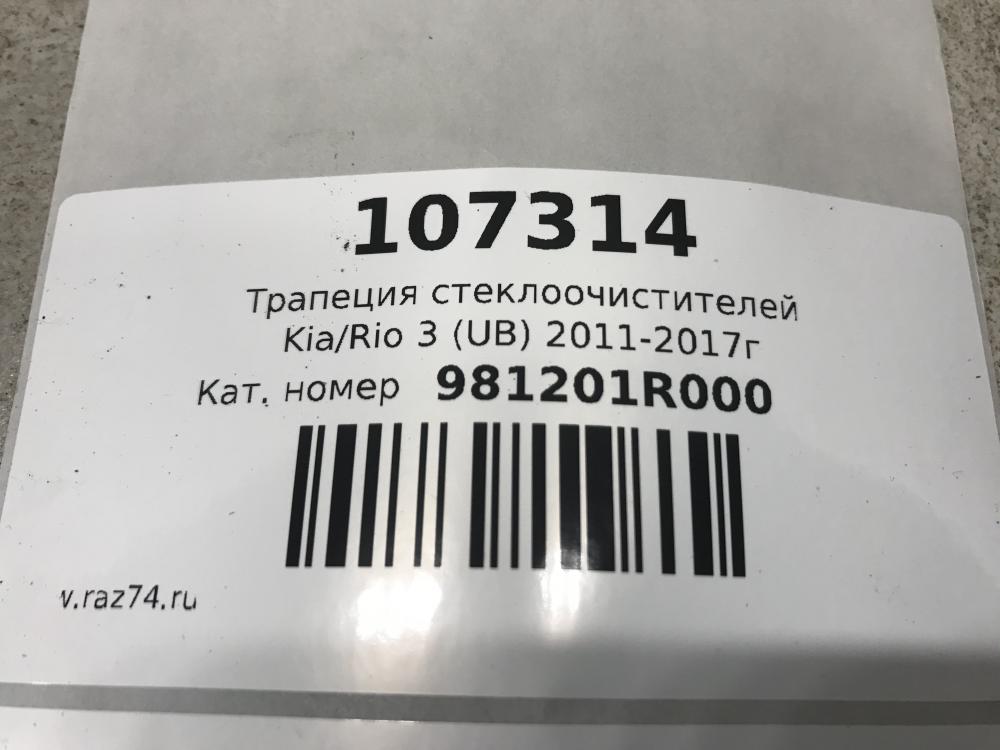 107314
Трапеция стеклоочистителей
Kia/Rio 3 (UB) 2011-2017г
Кат. номер 981201R000
v.raz74.ru